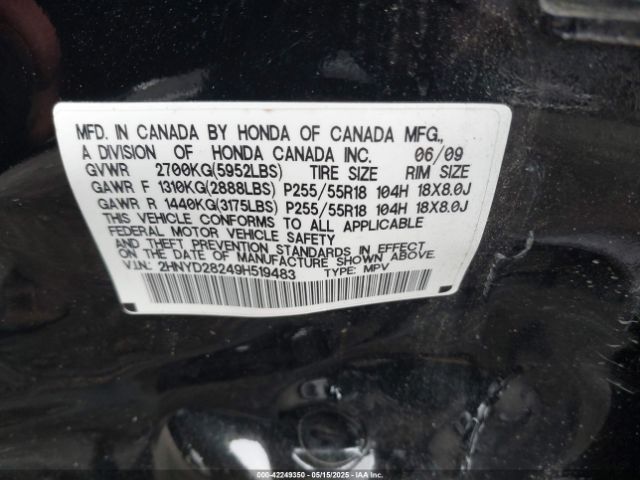 MFD. IN CANADA BY HONDA OF CANADA MFG.,
A DIVISION OF HONDA CANADA INC. 06/09
GVWR 2700KG(5952LBS) TIRE SIZE RIM SIZE
GAWR F 1310KG(2888LBS) P255/55R18 104H 18X8.0J
GAWR R 1440KG(3175LBS) P255/55R18 104H 18X8.0J
THIS VEHICLE CONFORMS TO ALL APPLICABLE
FEDERAL MOTOR VEHICLE SAFETY
AND THEFT PREVENTION STANDARDS IN EFFECT
ON THE DATE OF MANUFACTURE SHOWN ABOVE.
V.I.N.: 2HNYD28249H519483 TYPE: MPV
000-42249350 - 05/15/2025 - IAA Inc.